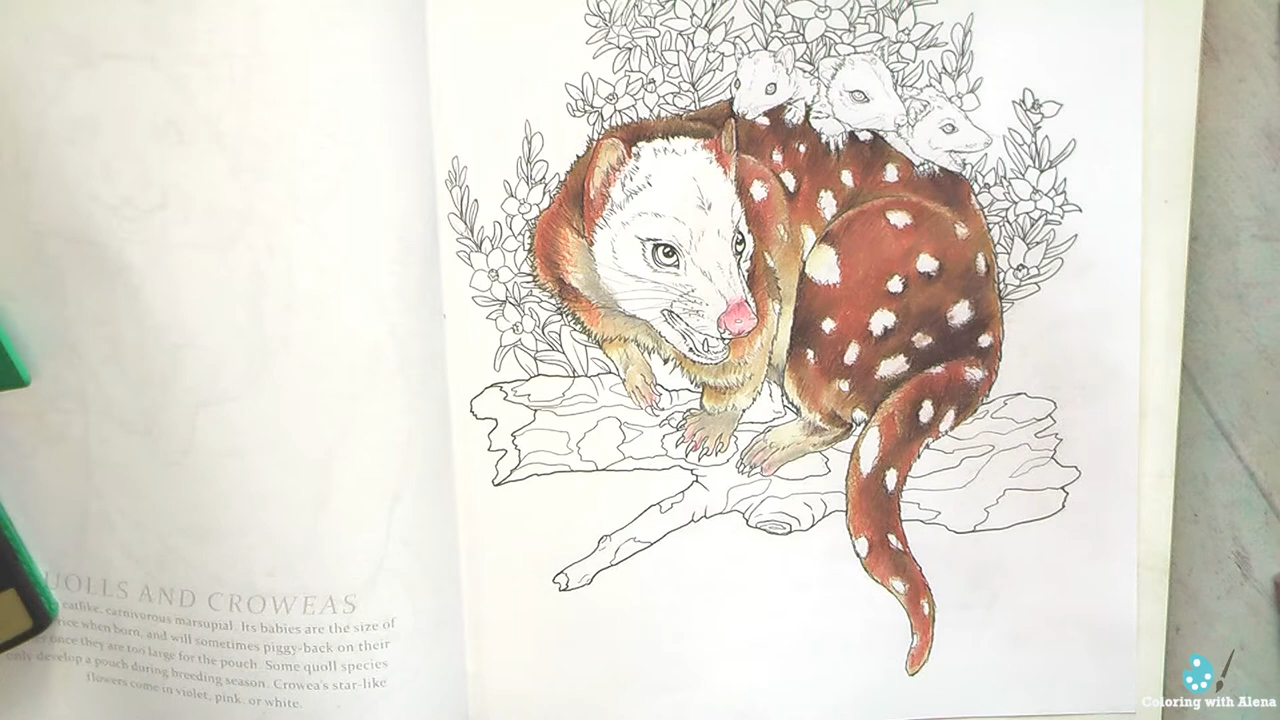 UOLLS AND CROWEAS
catlike, carnivorous marsupial. Its babies are the size of
rice when born, and will sometimes piggy-back on their
once they are too large for the pouch. Some quoll species
only develop a pouch during breeding season. Crowea's star-like
flowers come in violet, pink, or white.
Coloring with Alena